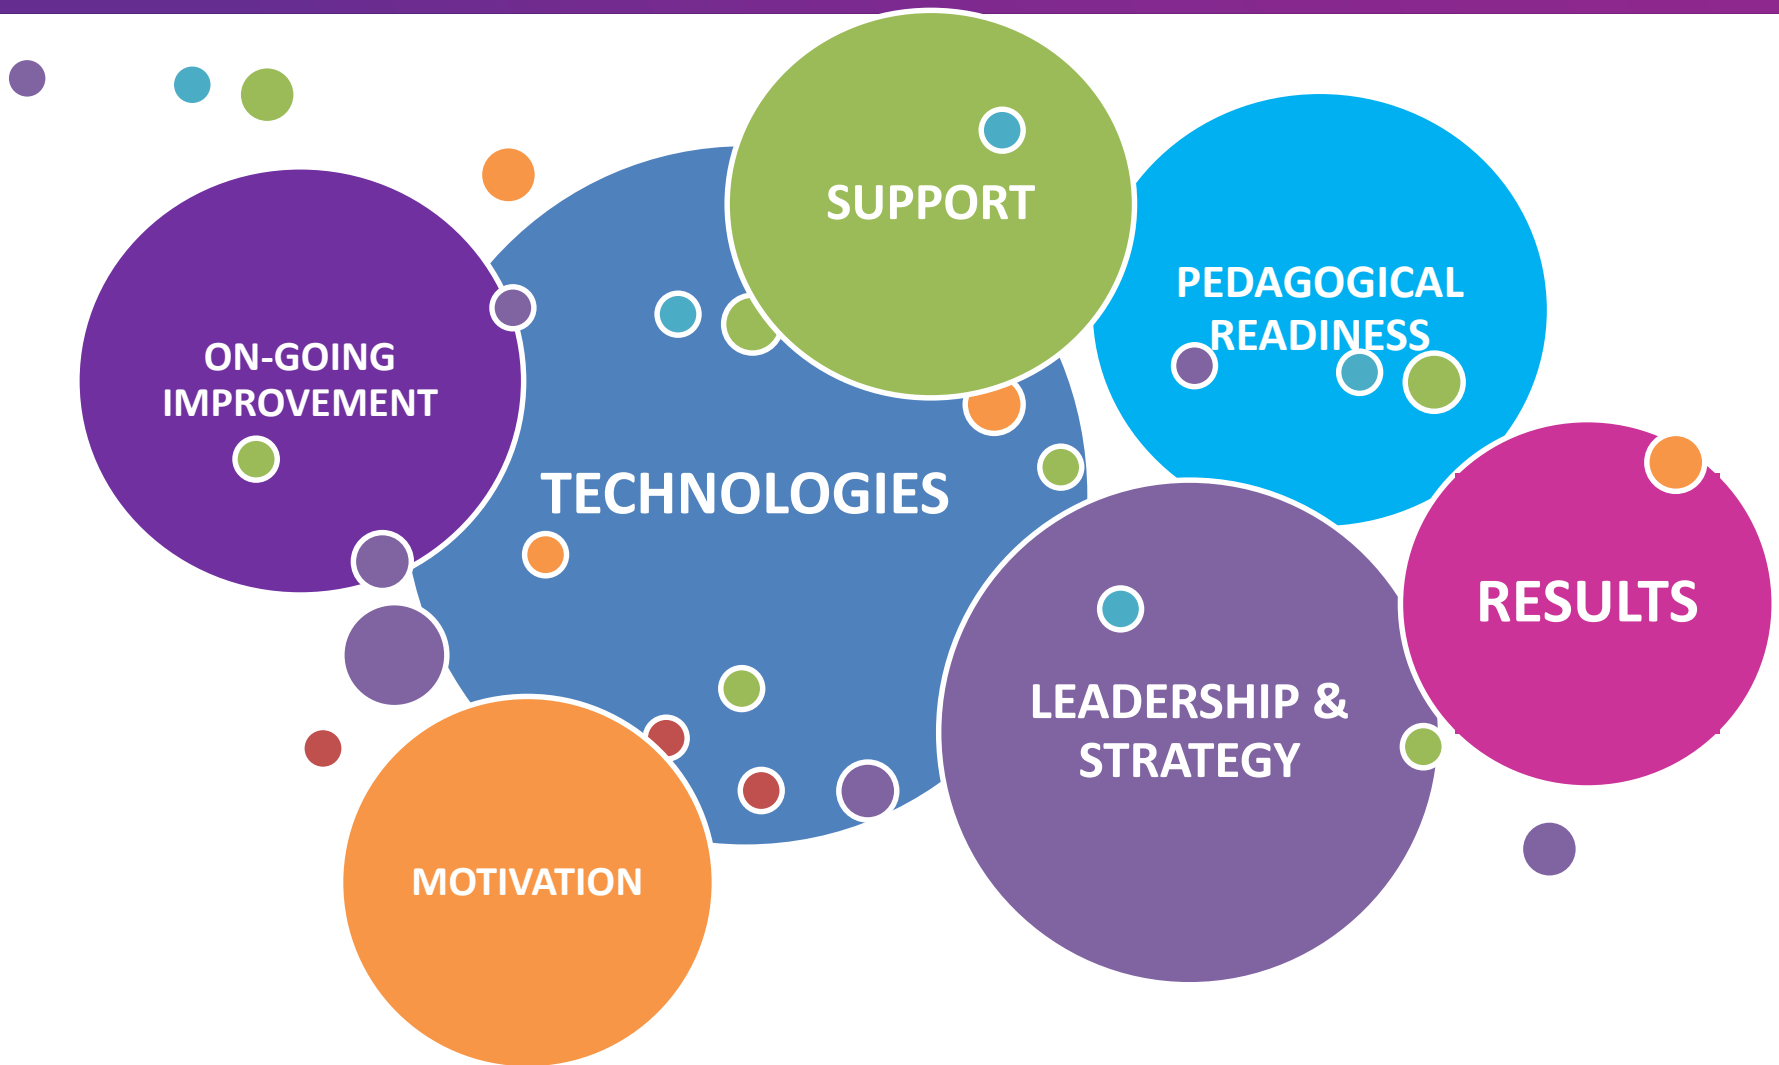 SUPPORT
PEDAGOGICAL
READINESS
ON-GOING
IMPROVEMENT
TECHNOLOGIES
RESULTS
LEADERSHIP &
STRATEGY
MOTIVATION